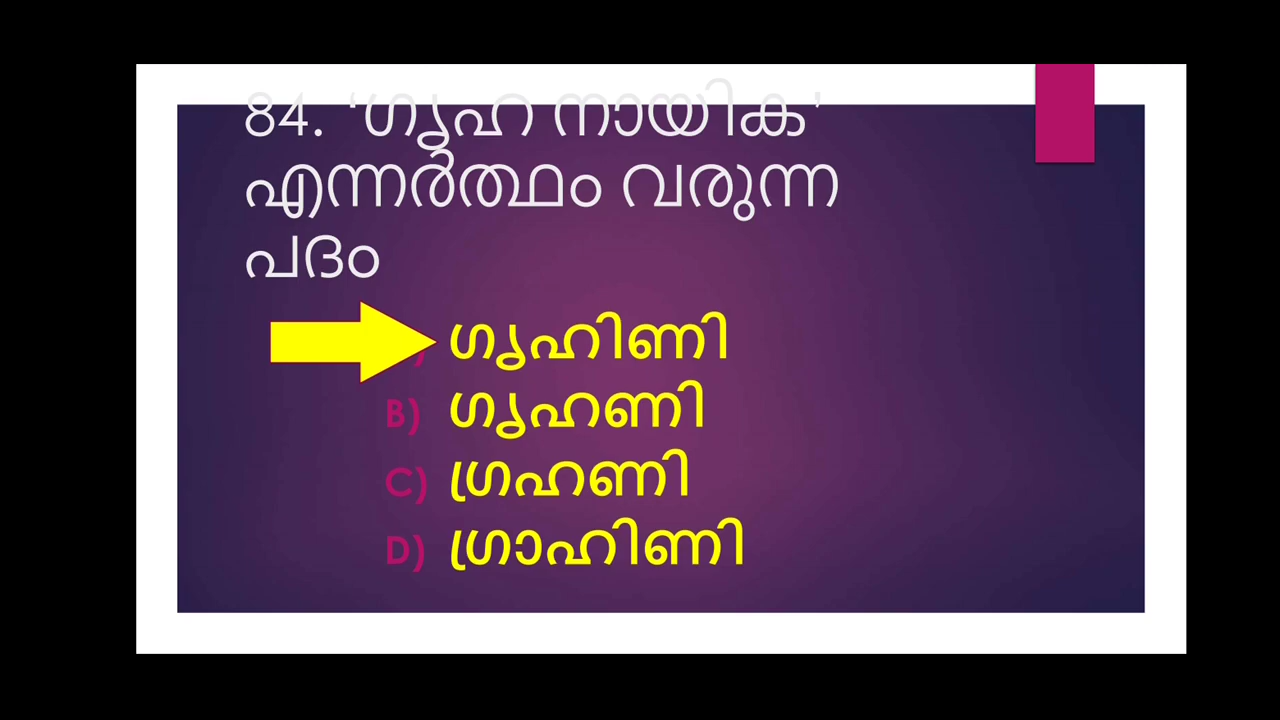 84. 'ഗൃഹ നായിക'
എന്നർത്ഥം വരുന്ന
പദം
) ഗൃഹിണി
B) ഗൃഹണി
C) ഗ്രഹണി
D) ഗ്രാഹിണി